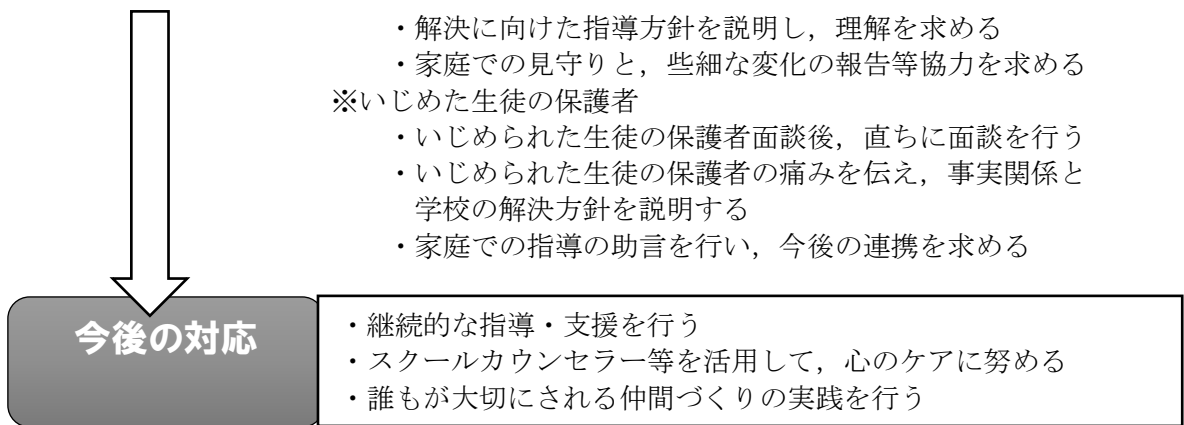 ・解決に向けた指導方針を説明し，理解を求める
・家庭での見守りと，些細な変化の報告等協力を求める
※いじめた生徒の保護者
・いじめられた生徒の保護者面談後，直ちに面談を行う
・いじめられた生徒の保護者の痛みを伝え，事実関係と
学校の解決方針を説明する
・家庭での指導の助言を行い，今後の連携を求める
今後の対応
・継続的な指導・支援を行う
・スクールカウンセラー等を活用して，心のケアに努める
・誰もが大切にされる仲間づくりの実践を行う